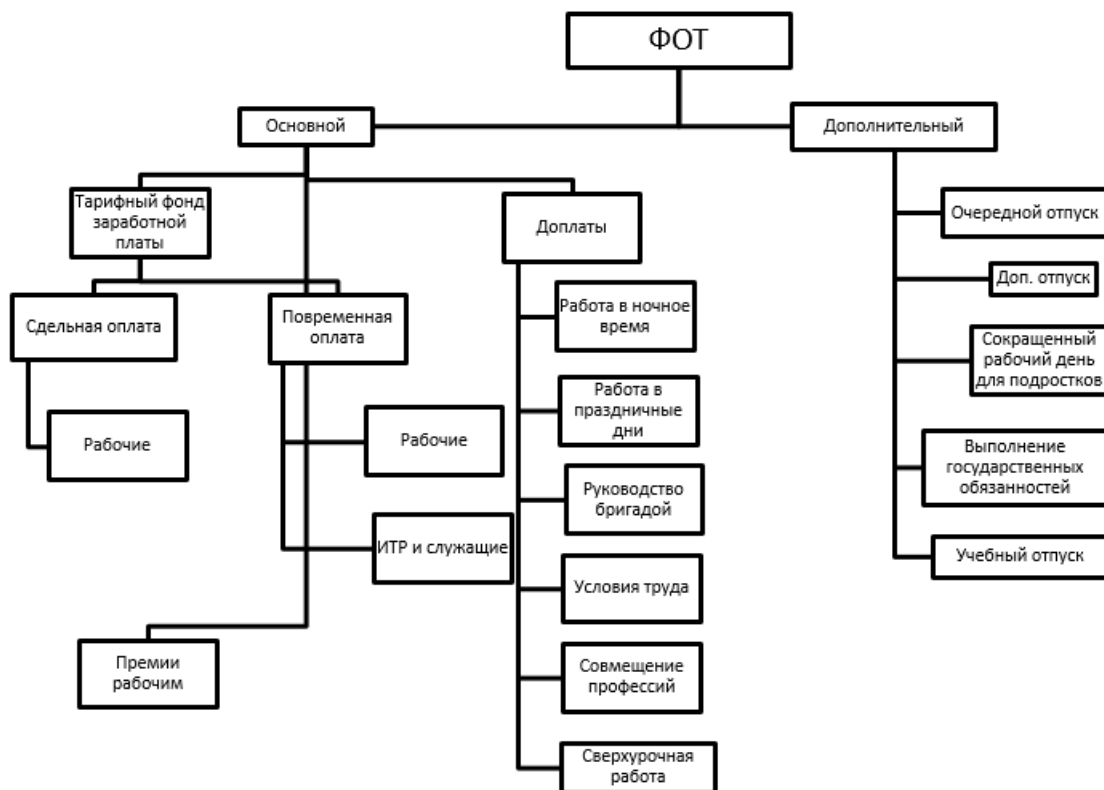 ФОТ
Основной
Дополнительный
Тарифный фонд
заработной
платы
Доплаты
Очередной отпуск
Доп. отпуск
Сдельная оплата
Повременная
оплата
Работа в ночное
время
Сокращенный
рабочий день
для подростков
Рабочие
Рабочие
Работа в
праздничные
дни
Выполнение
государственных
обязанностей
Руководство
бригадой
ИТР и служащие
Учебный отпуск
Условия труда
Премии
рабочим
Совмещение
профессий
Сверхурочная
работа